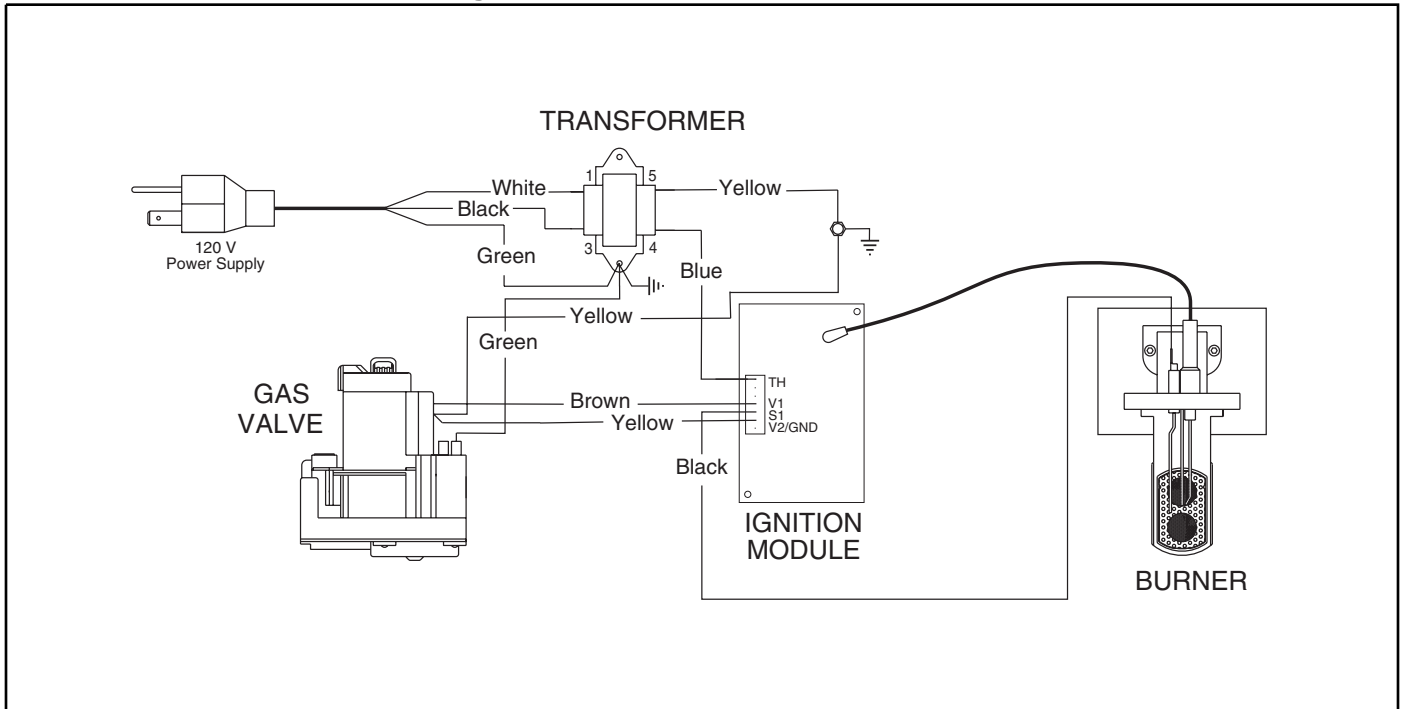 TRANSFORMER
1
5
White
Yellow
Black
120 V
Power Supply
3
4
Green
Blue
Yellow
Green
TH
GAS
VALVE
Brown
V1
S1
Yellow
V2/GND
Black
IGNITION
MODULE
BURNER